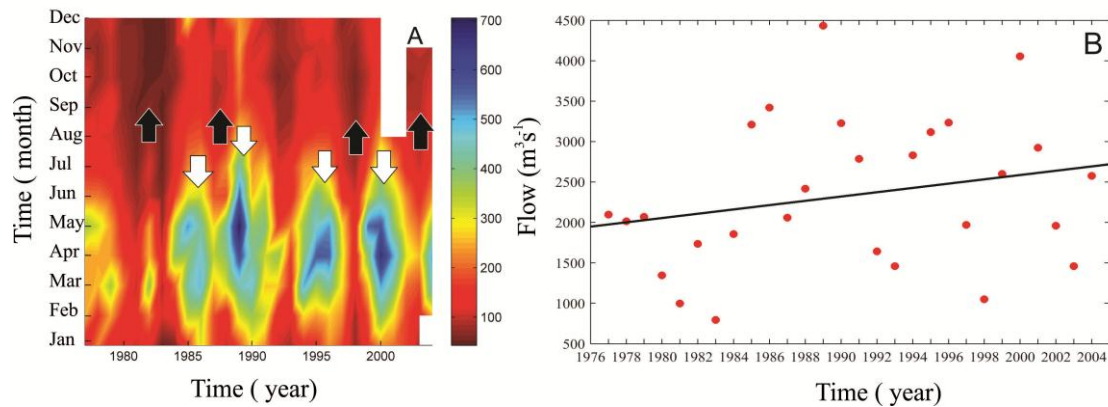 A
Time ( month)
Dec
Nov
Oct
Sep
Aug
Jul
Jun
May
Apr
Mar
Feb
Jan
1980 1985 1990 1995 2000
Time ( year)
700
600
500
400
300
200
100
B
Flow (m³s⁻¹)
4500
4000
3500
3000
2500
2000
1500
1000
500
1976 1978 1980 1982 1984 1986 1988 1990 1992 1994 1996 1998 2000 2002 2004
Time ( year)